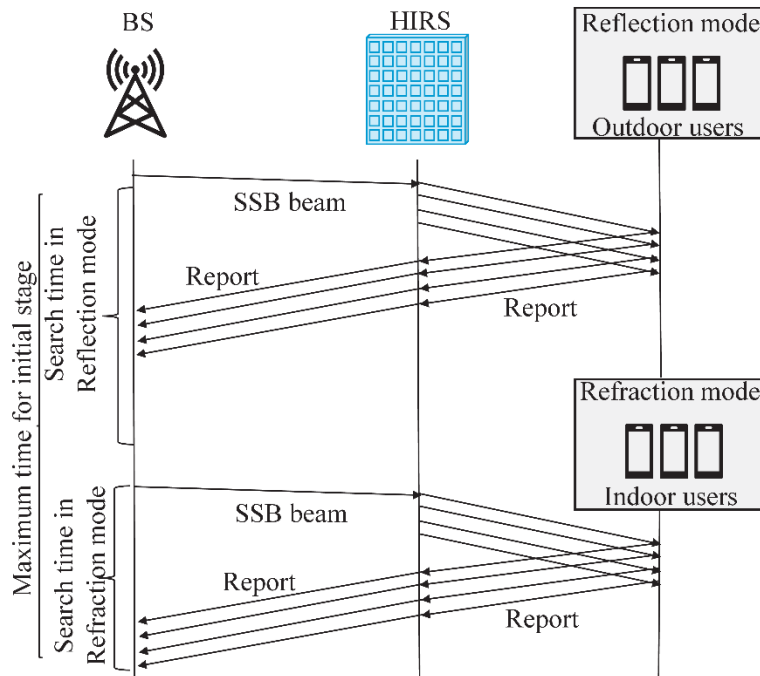 BS
HIRS
Reflection mode
Outdoor users
SSB beam
Report
Report
Maximum time for initial stage
Search time in
Reflection mode
Refraction mode
Indoor users
SSB beam
Report
Report
Search time in
Refraction mode